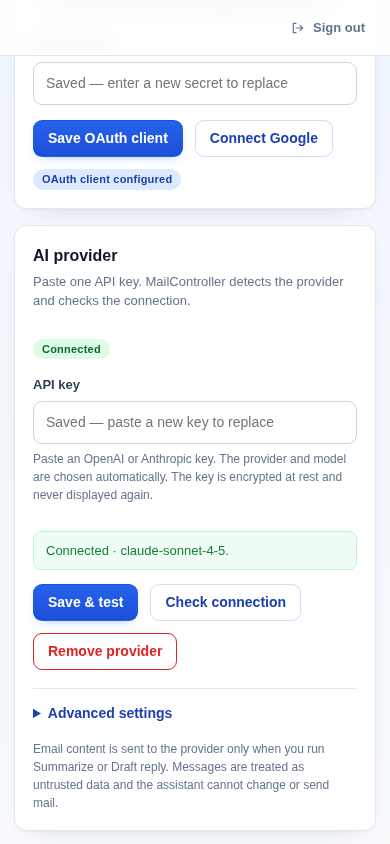 Sign out
Saved — enter a new secret to replace
Save OAuth client
Connect Google
OAuth client configured
AI provider
Paste one API key. MailController detects the provider
and checks the connection.
Connected
API key
Saved — paste a new key to replace
Paste an OpenAI or Anthropic key. The provider and model
are chosen automatically. The key is encrypted at rest and
never displayed again.
Connected · claude-sonnet-4-5.
Save & test
Check connection
Remove provider
Advanced settings
Email content is sent to the provider only when you run
Summarize or Draft reply. Messages are treated as
untrusted data and the assistant cannot change or send
mail.